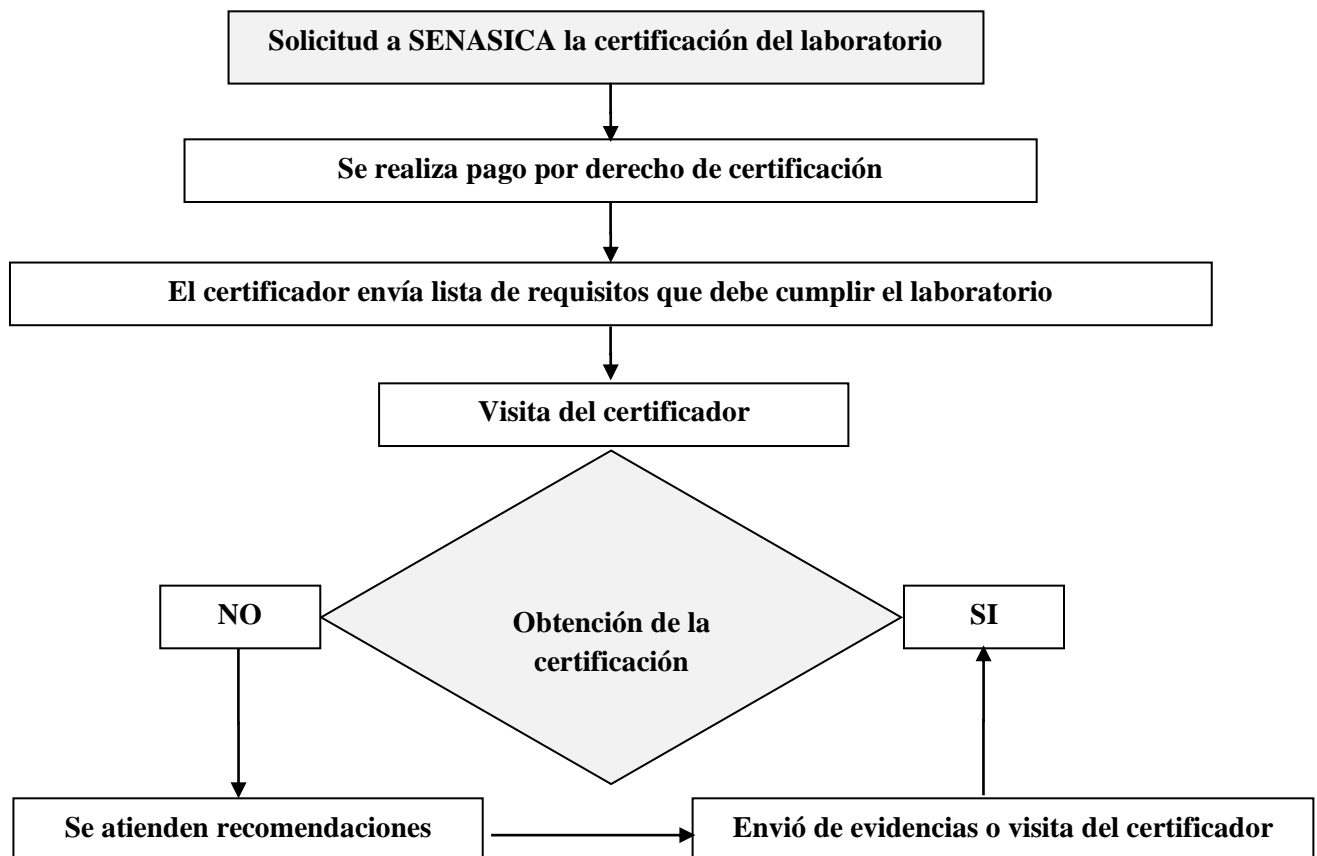 Solicitud a SENASICA la certificación del laboratorio
Se realiza pago por derecho de certificación
El certificador envía lista de requisitos que debe cumplir el laboratorio
Visita del certificador
NO
Obtención de la
certificación
SI
Se atienden recomendaciones
Envió de evidencias o visita del certificador